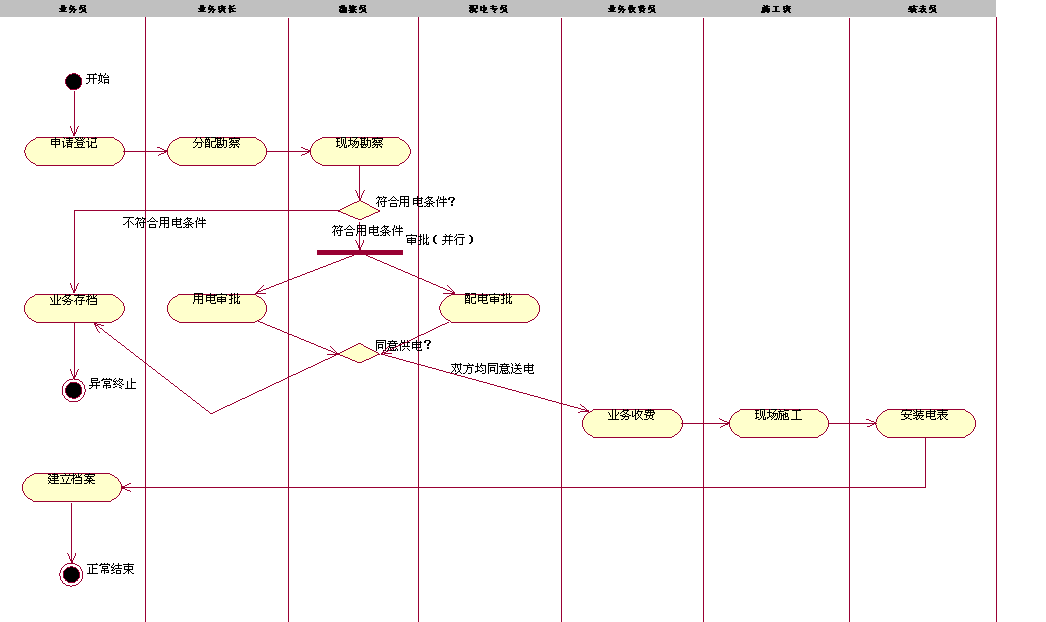 业务员 业务班长 勘察员 配电专员 业务收费员 施工班 装表员
开始
申请登记 分配勘察 现场勘察
符合用电条件?
不符合用电条件
符合用电条件
审批(并行)
业务存档 用电审批 配电审批
同意供电?
双方均同意送电
异常终止
业务收费 现场施工 安装电表
建立档案
正常结束